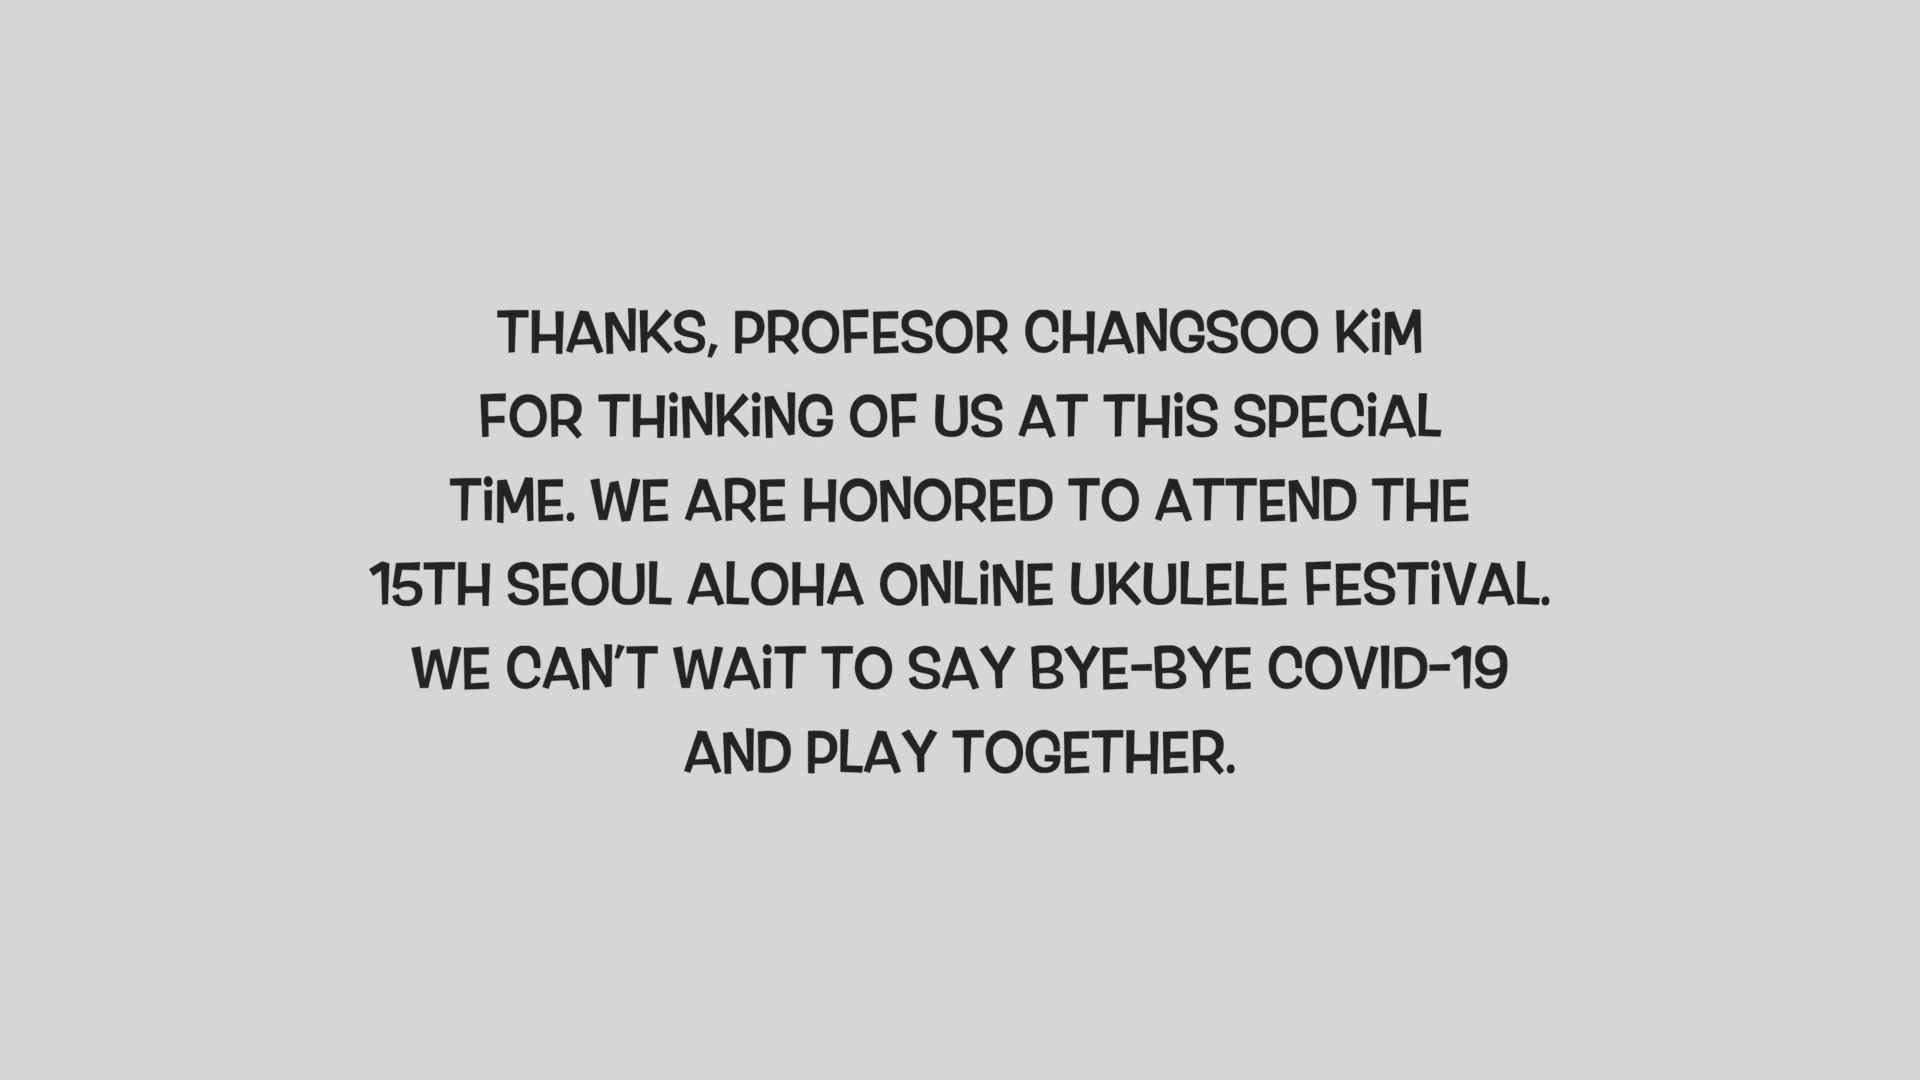 THANKS, PROFESOR CHANGSOO KiM
FOR THiNKiNG OF US AT THiS SPECiAL
TiME. WE ARE HONORED TO ATTEND THE
15TH SEOUL ALOHA ONLiNE UKULELE FESTiVAL.
WE CAN'T WAiT TO SAY BYE-BYE COVID-19
AND PLAY TOGETHER.